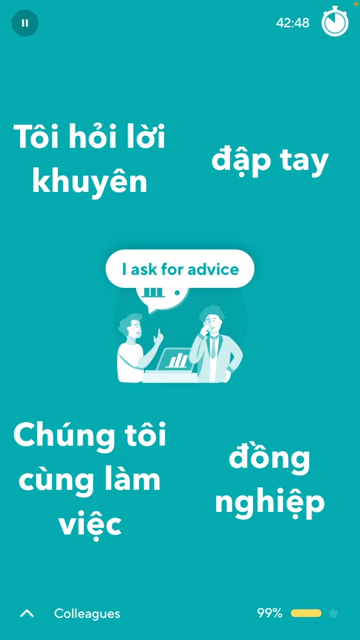 42:48
Tôi hỏi lời
khuyên
đập tay
I ask for advice
Chúng tôi
cùng làm
việc
đồng
nghiệp
Colleagues
99%